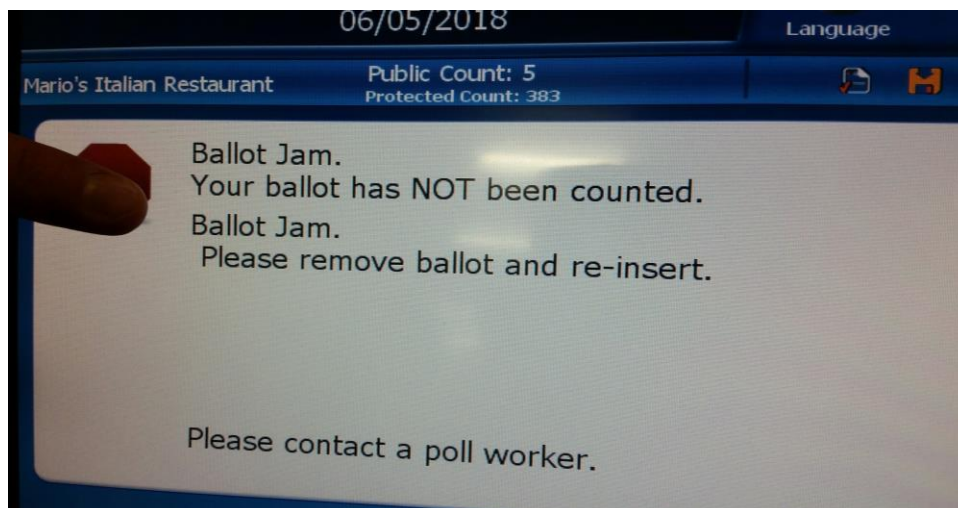 06/05/2018
Language
Mario's Italian Restaurant
Public Count: 5
Protected Count: 383
Ballot Jam.
Your ballot has NOT been counted.
Ballot Jam.
Please remove ballot and re-insert.
Please contact a poll worker.